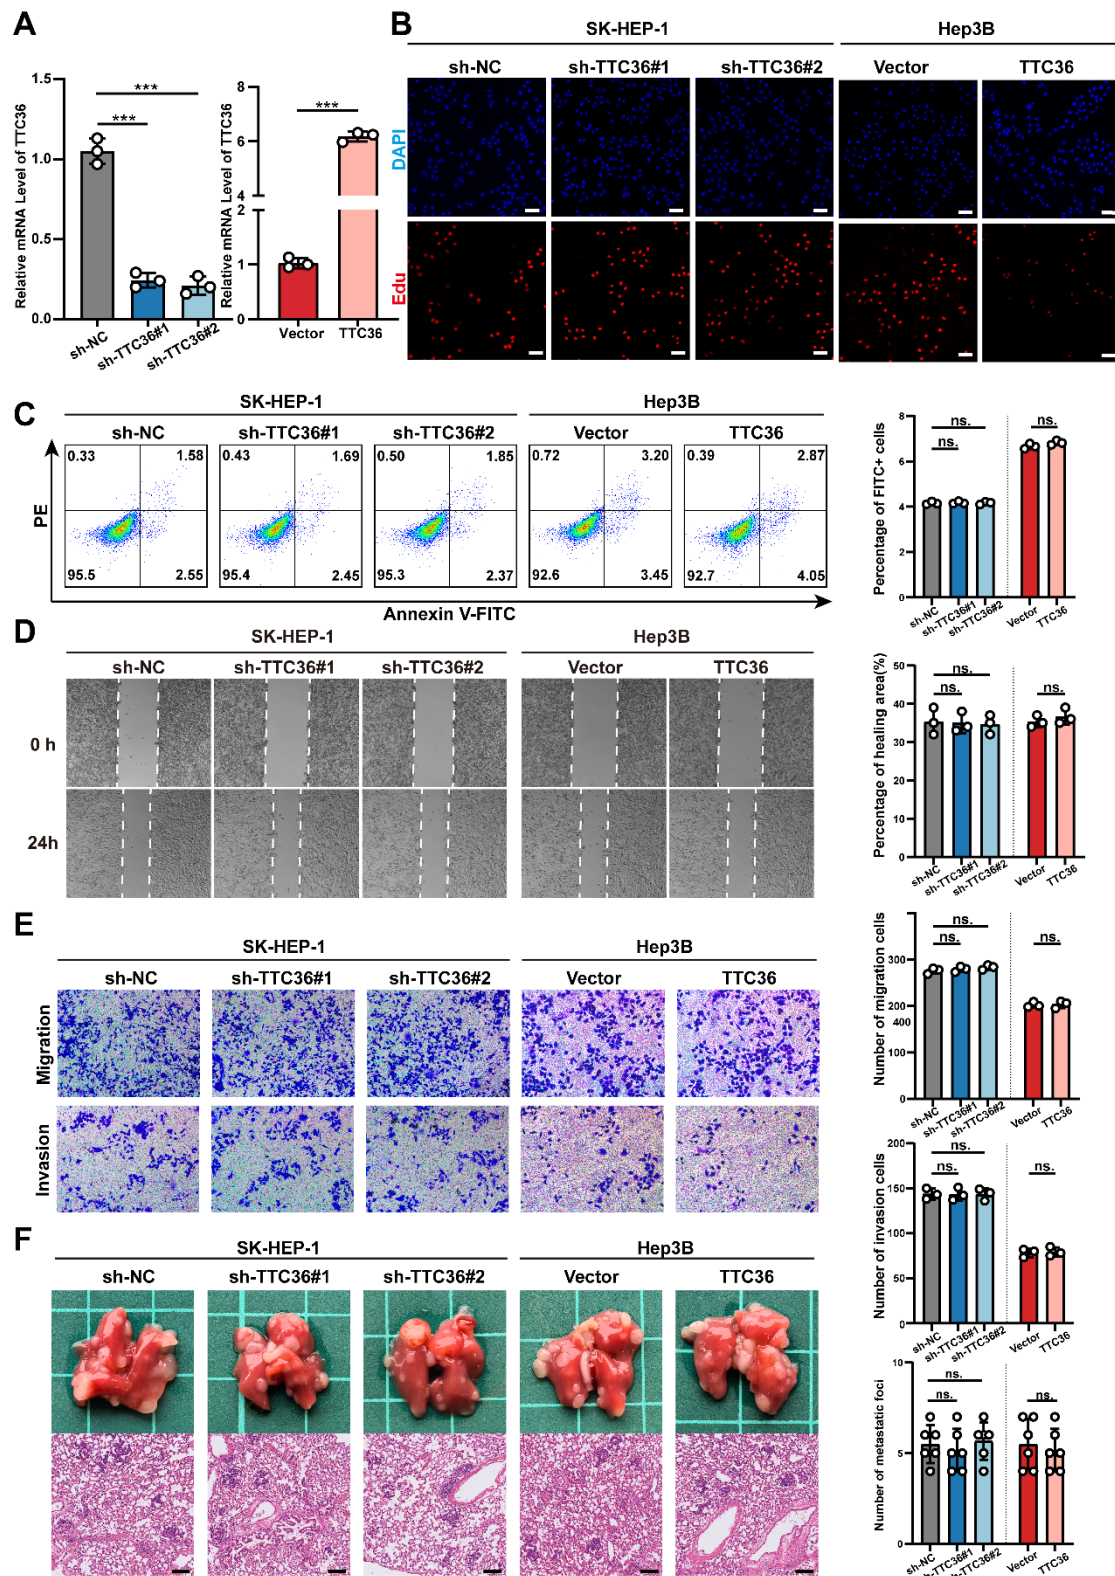 A
Relative mRNA Level of TTC36
1.5
1.0
0.5
0.0
***
***
sh-NC
sh-TTC36#1
sh-TTC36#2
Relative mRNA Level of TTC36
8
6
4
2
1
0
***
Vector
TTC36
B
SK-HEP-1
Hep3B
sh-NC
sh-TTC36#1
sh-TTC36#2
Vector
TTC36
DAPI
Edu
C
SK-HEP-1
Hep3B
sh-NC
sh-TTC36#1
sh-TTC36#2
Vector
TTC36
PE
0.33 1.58
95.5 2.55
0.43 1.69
95.4 2.45
0.50 1.85
95.3 2.37
0.72 3.20
92.6 3.45
0.39 2.87
92.7 4.05
Annexin V-FITC
Percentage of FITC+ cells
8
6
4
2
0
ns.
ns.
ns.
sh-NC
sh-TTC36#1
sh-TTC36#2
Vector
TTC36
D
SK-HEP-1
Hep3B
sh-NC
sh-TTC36#1
sh-TTC36#2
Vector
TTC36
0 h
24h
Percentage of healing area(%)
50
40
30
20
10
0
ns.
ns.
ns.
sh-NC
sh-TTC36#1
sh-TTC36#2
Vector
TTC36
E
SK-HEP-1
Hep3B
sh-NC
sh-TTC36#1
sh-TTC36#2
Vector
TTC36
Migration
Invasion
Number of migration cells
400
300
200
100
0
ns.
ns.
ns.
sh-NC
sh-TTC36#1
sh-TTC36#2
Vector
TTC36
Number of invasion cells
200
150
100
50
0
ns.
ns.
ns.
sh-NC
sh-TTC36#1
sh-TTC36#2
Vector
TTC36
F
SK-HEP-1
Hep3B
sh-NC
sh-TTC36#1
sh-TTC36#2
Vector
TTC36
Number of metastatic foci
10
5
0
ns.
ns.
ns.
sh-NC
sh-TTC36#1
sh-TTC36#2
Vector
TTC36